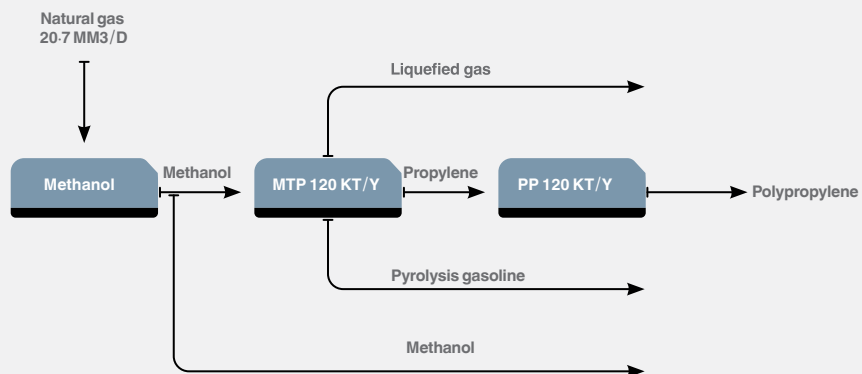 Natural gas
20·7 MM3/D
Liquefied gas
Methanol
Methanol
MTP 120 KT/Y
Propylene
PP 120 KT/Y
Polypropylene
Pyrolysis gasoline
Methanol